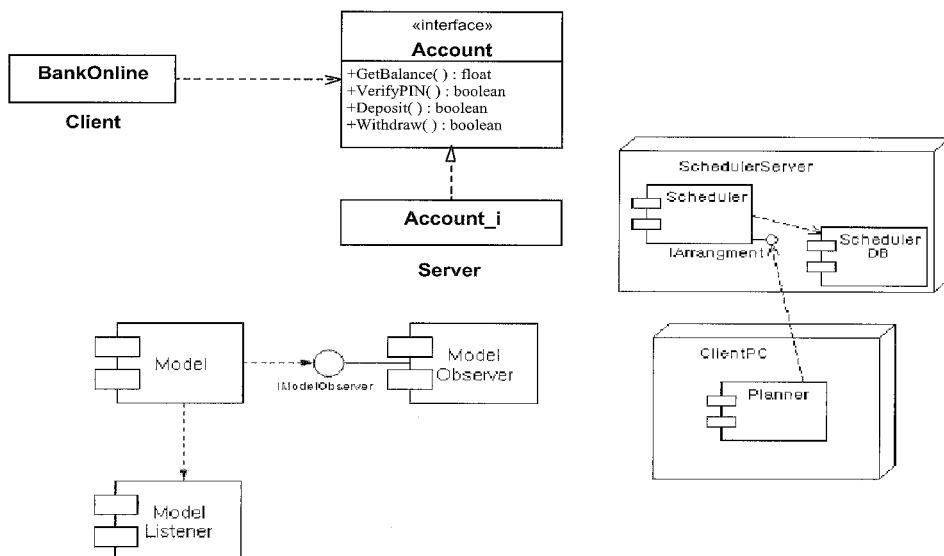 «interface»
Account
+GetBalance( ) : float
+VerifyPIN( ) : boolean
+Deposit( ) : boolean
+Withdraw( ) : boolean
BankOnline
Client
Account_i
Server
SchedulerServer
Scheduler
IArrangment
Scheduler
DB
ClientPC
Planner
Model
IModelObserver
Model
Observer
Model
Listener